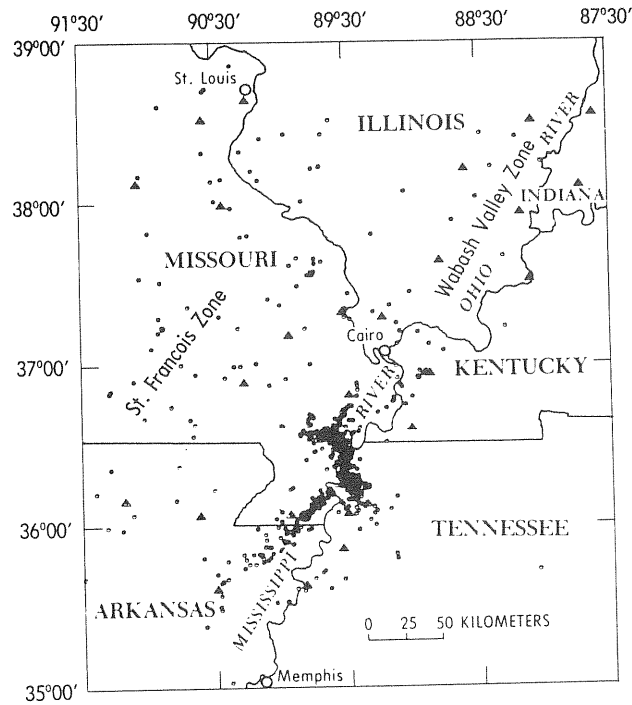 91°30' 90°30' 89°30' 88°30' 87°30'
39°00'
St. Louis
ILLINOIS
RIVER
Wabash Valley Zone
INDIANA
38°00'
MISSOURI
OHIO
St. François Zone
Cairo
37°00'
KENTUCKY
RIVER
36°00'
TENNESSEE
MISSISSIPPI
ARKANSAS
0 25 50 KILOMETERS
Memphis
35°00'